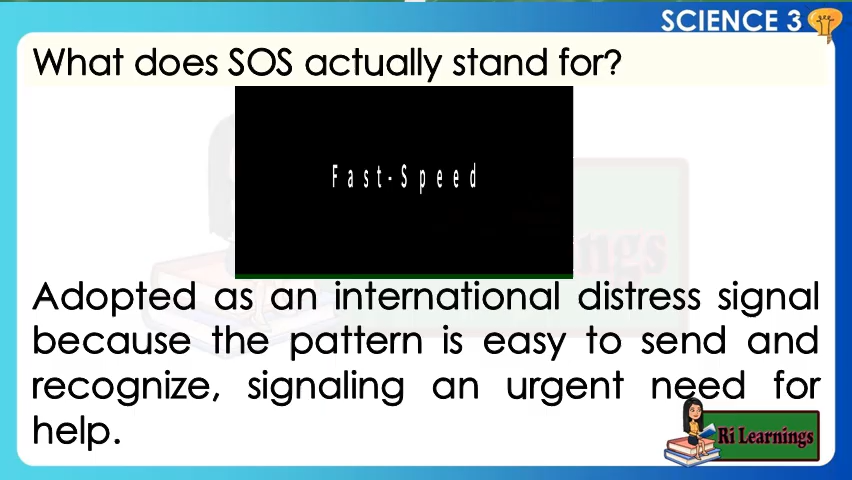 SCIENCE 3
What does SOS actually stand for?
Fast-Speed
Adopted as an international distress signal
because the pattern is easy to send and
recognize, signaling an urgent need for
help.
Ri Learnings